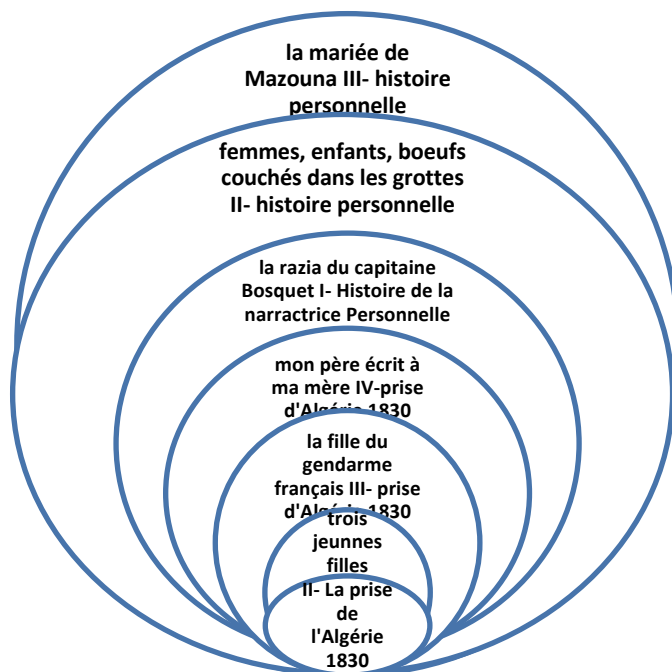 la mariée de
Mazouna III- histoire
personnelle
femmes, enfants, boeufs
couchés dans les grottes
II- histoire personnelle
la razia du capitaine
Bosquet I- Histoire de la
narractrice Personnelle
mon père écrit à
ma mère IV-prise
d'Algérie 1830
la fille du
gendarme
français III- prise
d'Algérie 1830
trois
jeunnes
filles
II- La prise
de
l'Algérie
1830